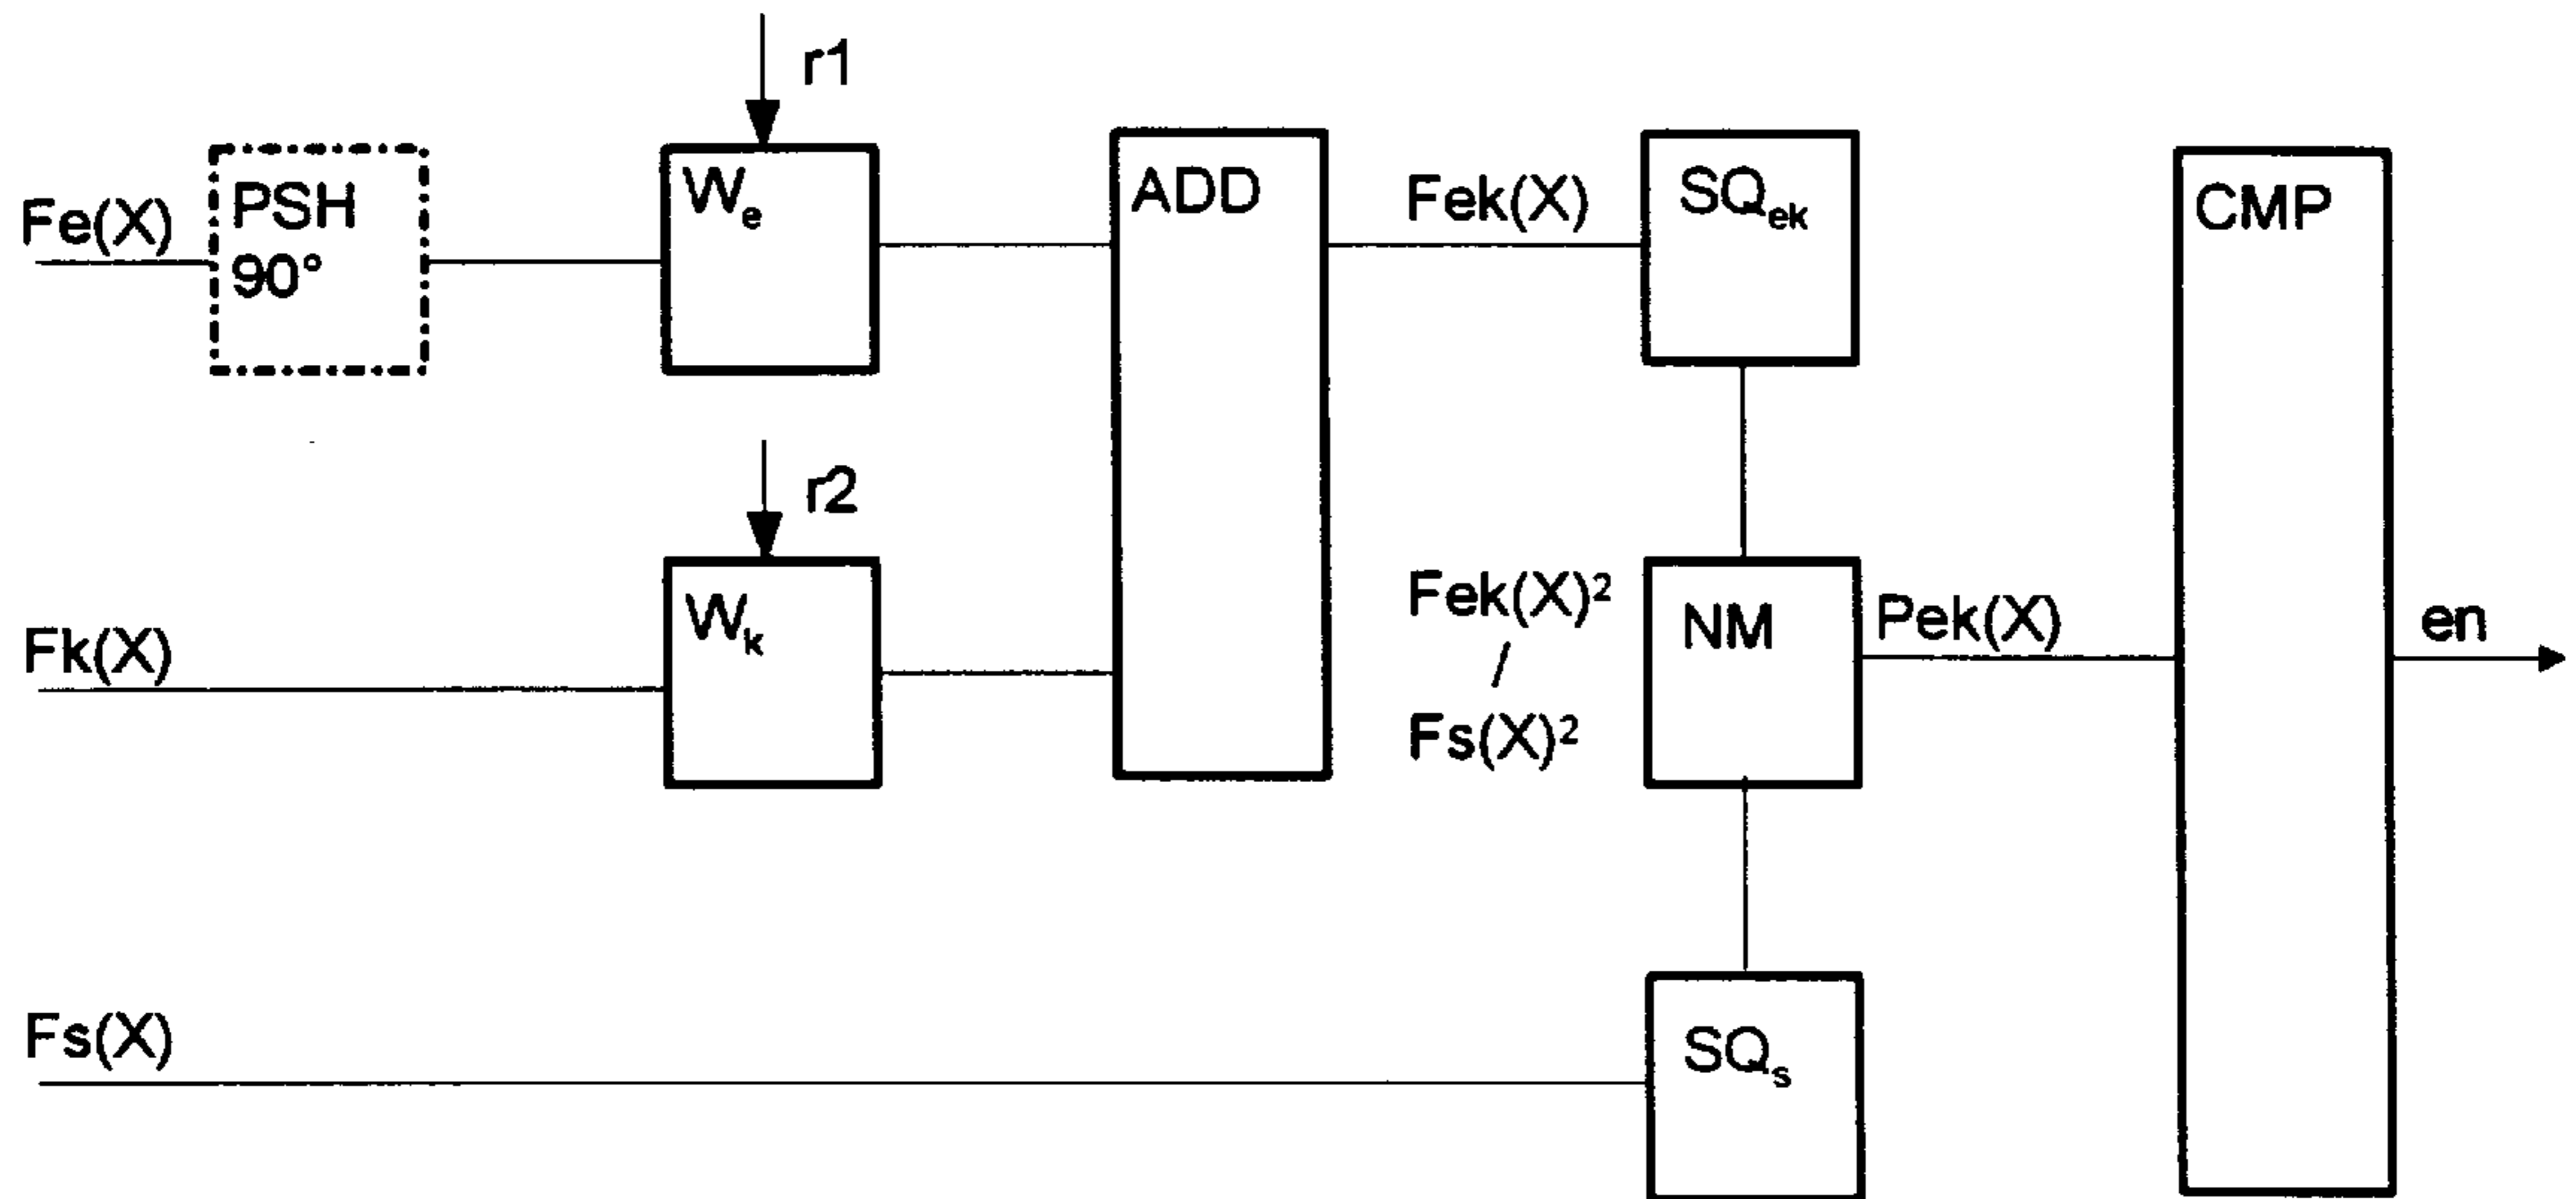 r1
Fe(X)
PSH
90°
Wₑ
ADD
Fek(X)
SQₑₖ
CMP
r2
Fk(X)
Wₖ
Fek(X)²
/
Fs(X)²
NM
Pek(X)
en
Fs(X)
SQₛ